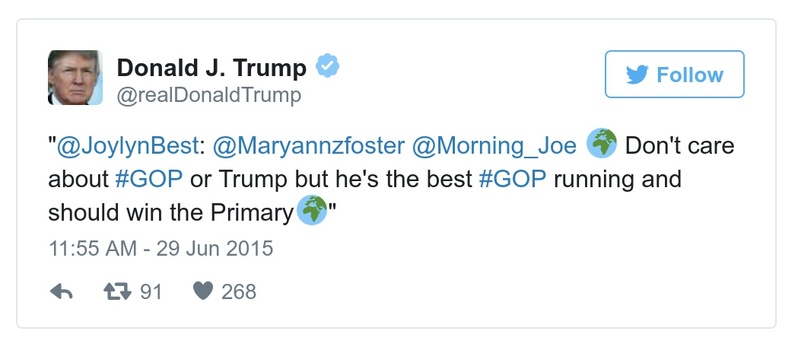 Donald J. Trump
@realDonaldTrump
Follow
"@JoylynBest: @Maryannzfoster @Morning_Joe 🌍 Don't care
about #GOP or Trump but he's the best #GOP running and
should win the Primary🌍"
11:55 AM - 29 Jun 2015
91 268